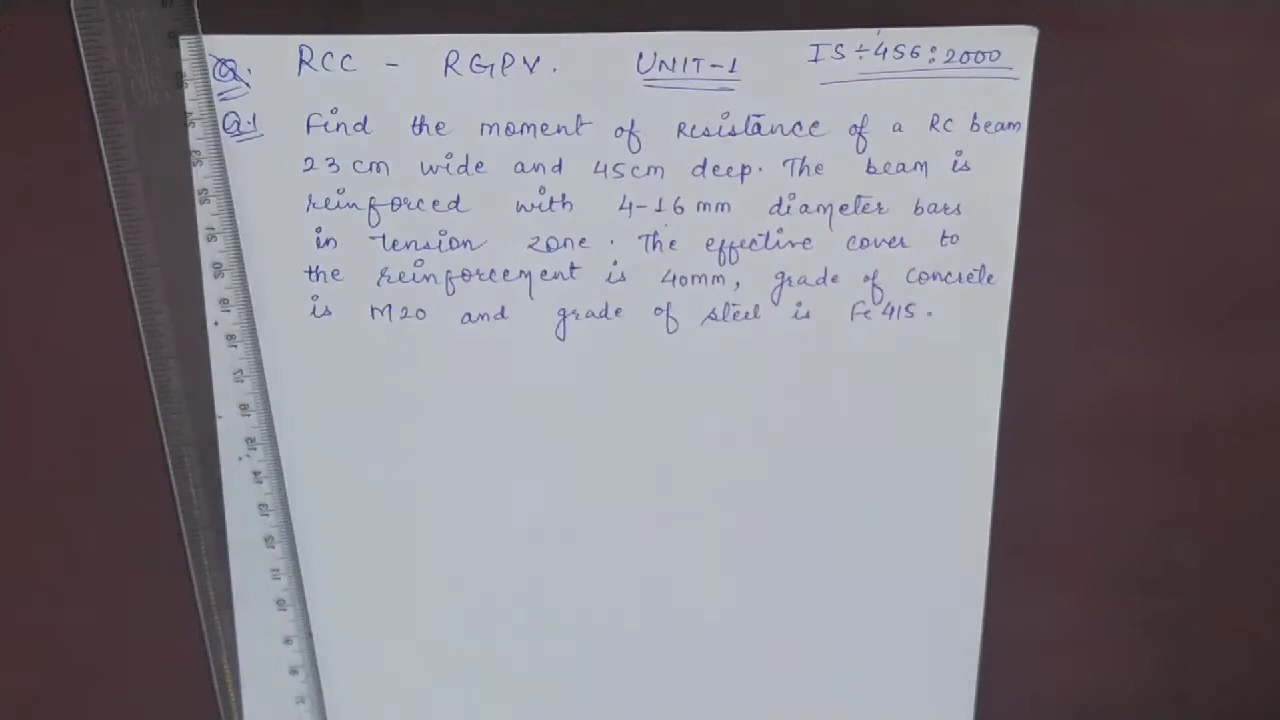 Q. RCC - RGPV. UNIT-1 IS÷456:2000
Q.1 Find the moment of resistance of a RC beam
23 cm wide and 45cm deep. The beam is
reinforced with 4-16 mm diameter bars
in tension zone. The effective cover to
the reinforcement is 40mm, grade of concrete
is M20 and grade of steel is Fe 415.